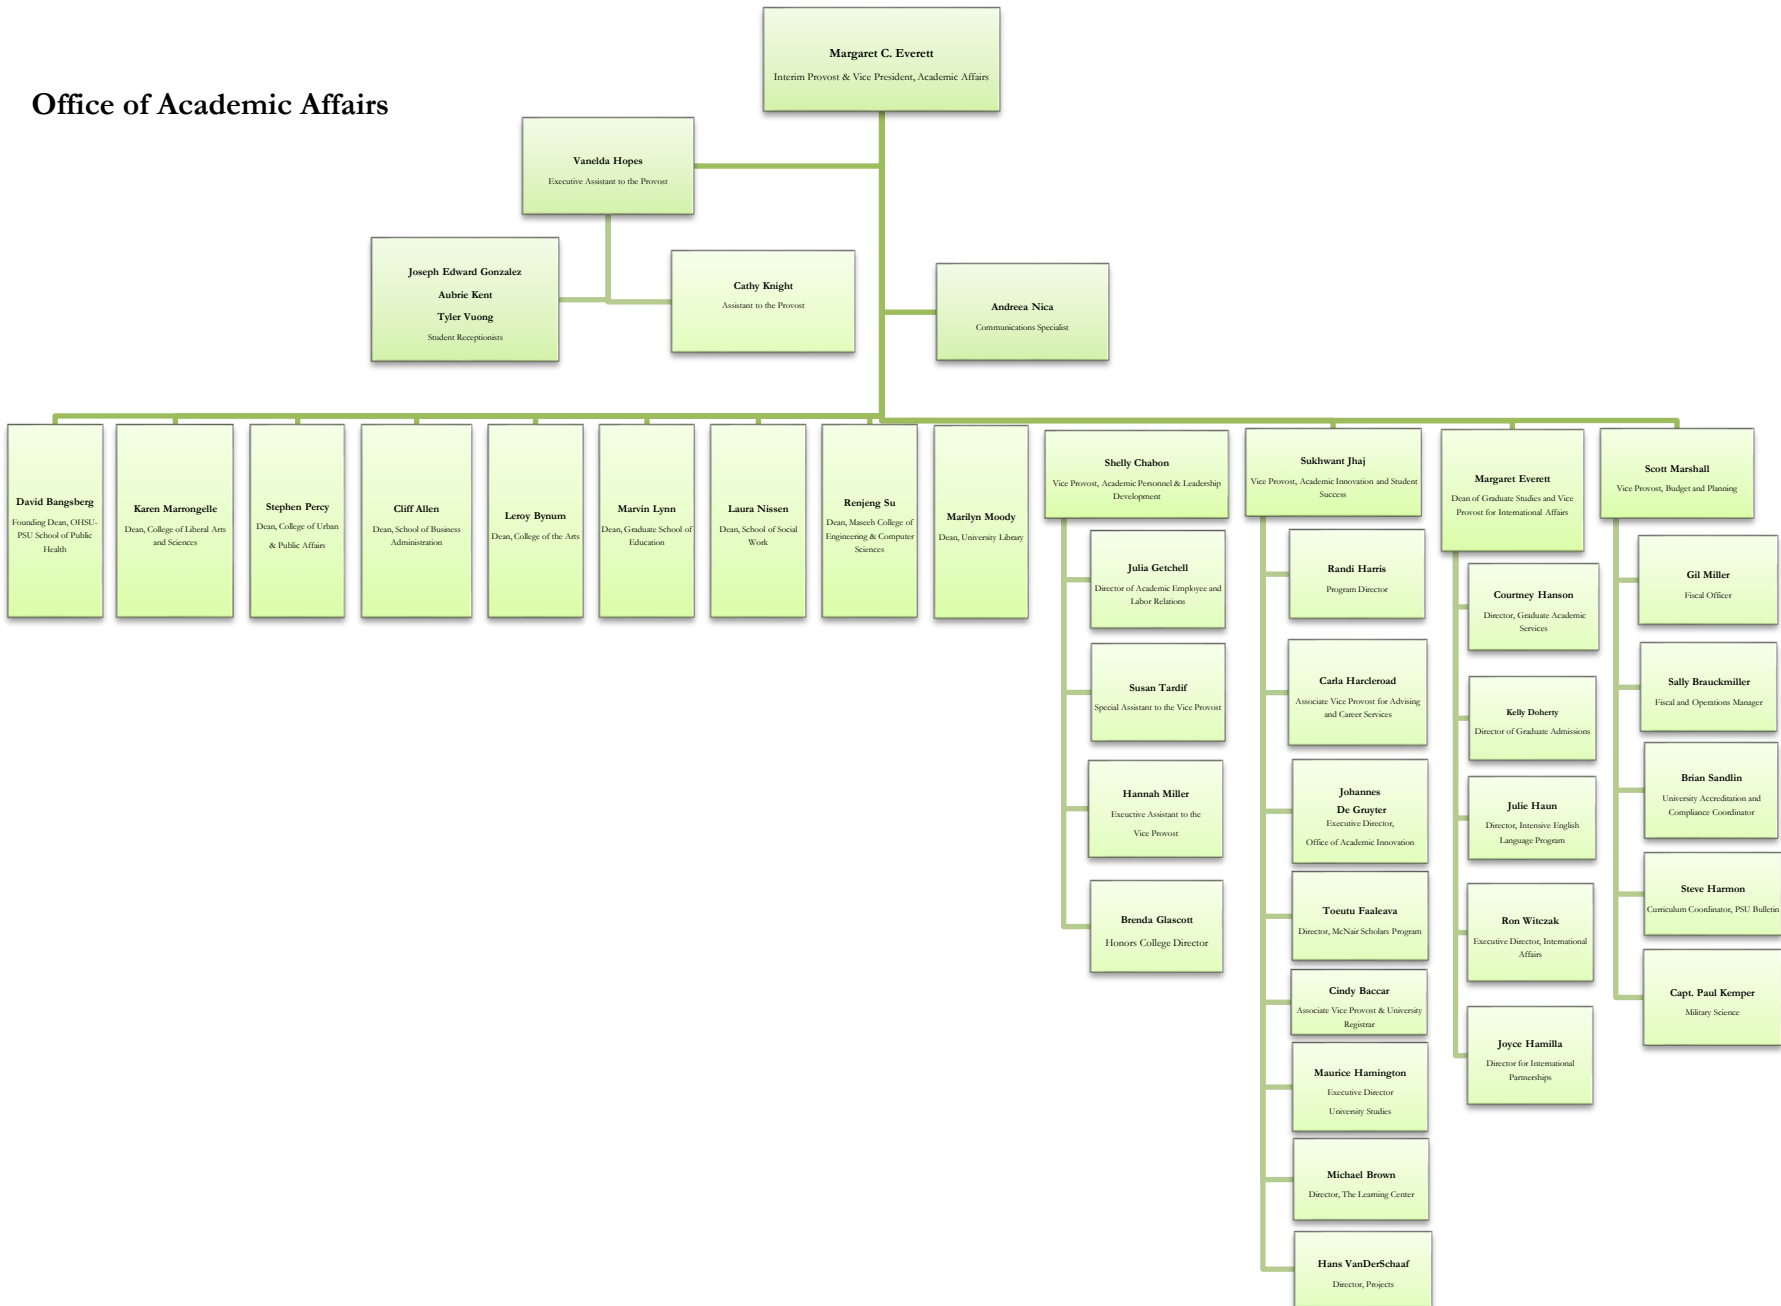 Margaret C. Everett
Interim Provost & Vice President, Academic Affairs
Office of Academic Affairs
Vanelda Hopes
Executive Assistant to the Provost
Joseph Edward Gonzalez
Aubrie Kent
Tyler Vuong
Student Receptionists
Cathy Knight
Assistant to the Provost
Andreea Nica
Communications Specialist
David Bangsberg
Founding Dean, OHSU-
PSU School of Public
Health
Karen Marrongelle
Dean, College of Liberal Arts
and Sciences
Stephen Percy
Dean, College of Urban
& Public Affairs
Cliff Allen
Dean, School of Business
Administration
Leroy Bynum
Dean, College of the Arts
Marvin Lynn
Dean, Graduate School of
Education
Laura Nissen
Dean, School of Social
Work
Renjeng Su
Dean, Maseeh College of
Engineering & Computer
Sciences
Marilyn Moody
Dean, University Library
Shelly Chabon
Vice Provost, Academic Personnel & Leadership
Development
Julia Getchell
Director of Academic Employee and
Labor Relations
Susan Tardif
Special Assistant to the Vice Provost
Hannah Miller
Exeuctive Assistant to the
Vice Provost
Brenda Glascott
Honors College Director
Sukhwant Jhaj
Vice Provost, Academic Innovation and Student
Success
Randi Harris
Program Director
Carla Harcleroad
Associate Vice Provost for Advising
and Career Services
Johannes
De Gruyter
Executive Director,
Office of Academic Innovation
Toeutu Faaleava
Director, McNair Scholars Program
Cindy Baccar
Associate Vice Provost & University
Registrar
Maurice Hamington
Executive Director
University Studies
Michael Brown
Director, The Learning Center
Hans VanDerSchaaf
Director, Projects
Margaret Everett
Dean of Graduate Studies and Vice
Provost for International Affairs
Courtney Hanson
Director, Graduate Academic
Services
Kelly Doherty
Director of Graduate Admissions
Julie Haun
Director, Intensive English
Language Program
Ron Witczak
Executive Director, International
Affairs
Joyce Hamilla
Director for International
Partnerships
Scott Marshall
Vice Provost, Budget and Planning
Gil Miller
Fiscal Officer
Sally Brauckmiller
Fiscal and Operations Manager
Brian Sandlin
University Accreditation and
Compliance Coordinator
Steve Harmon
Curriculum Coordinator, PSU Bulletin
Capt. Paul Kemper
Military Science